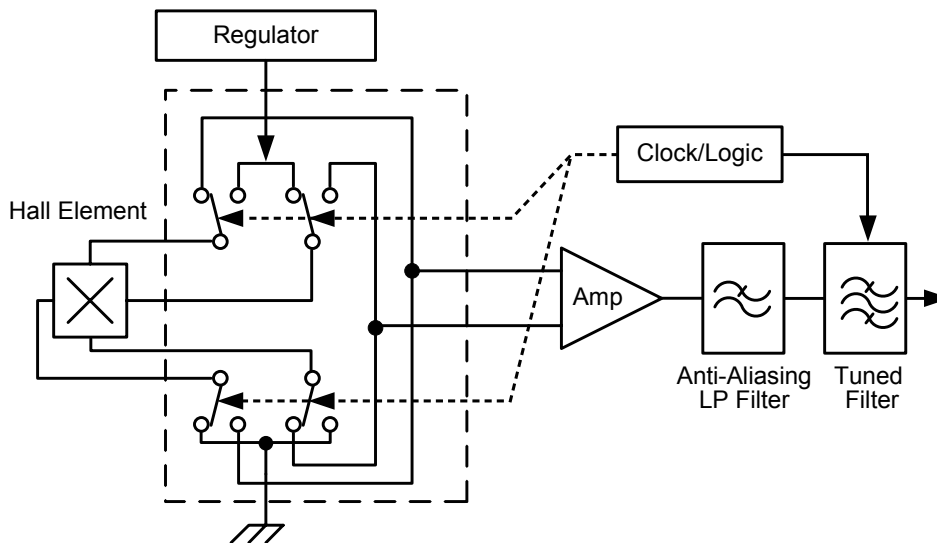 Regulator
Clock/Logic
Hall Element
Amp
Anti-Aliasing
LP Filter
Tuned
Filter